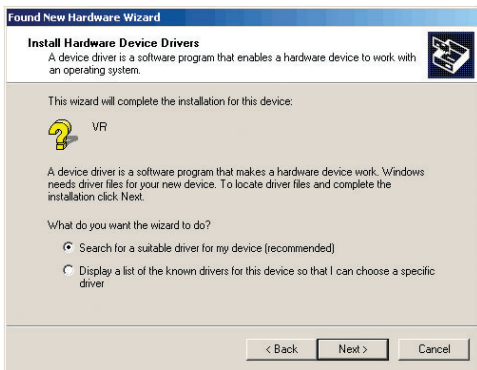 Found New Hardware Wizard
Install Hardware Device Drivers
A device driver is a software program that enables a hardware device to work with
an operating system.
This wizard will complete the installation for this device:
VR
A device driver is a software program that makes a hardware device work. Windows
needs driver files for your new device. To locate driver files and complete the
installation click Next.
What do you want the wizard to do?
Search for a suitable driver for my device (recommended)
Display a list of the known drivers for this device so that I can choose a specific
driver
< Back
Next >
Cancel